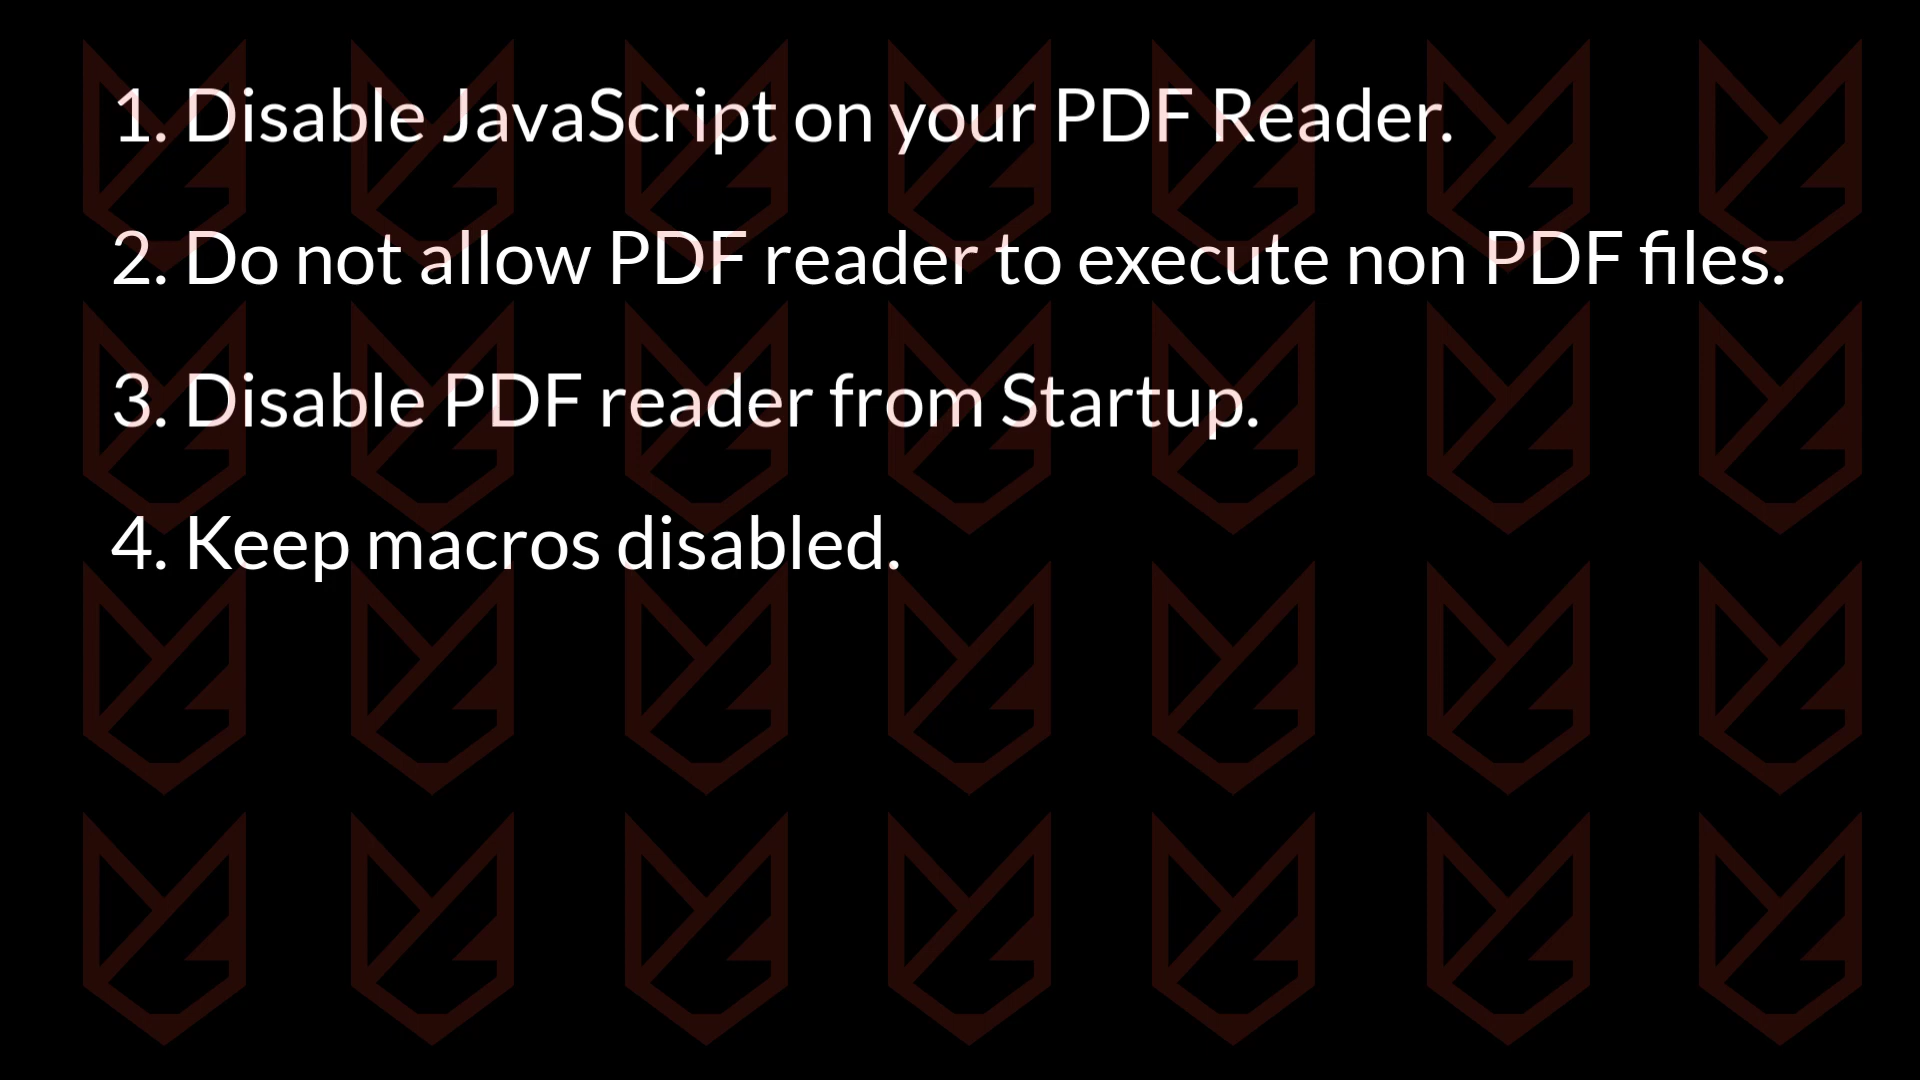 1. Disable JavaScript on your PDF Reader.
2. Do not allow PDF reader to execute non PDF files.
3. Disable PDF reader from Startup.
4. Keep macros disabled.